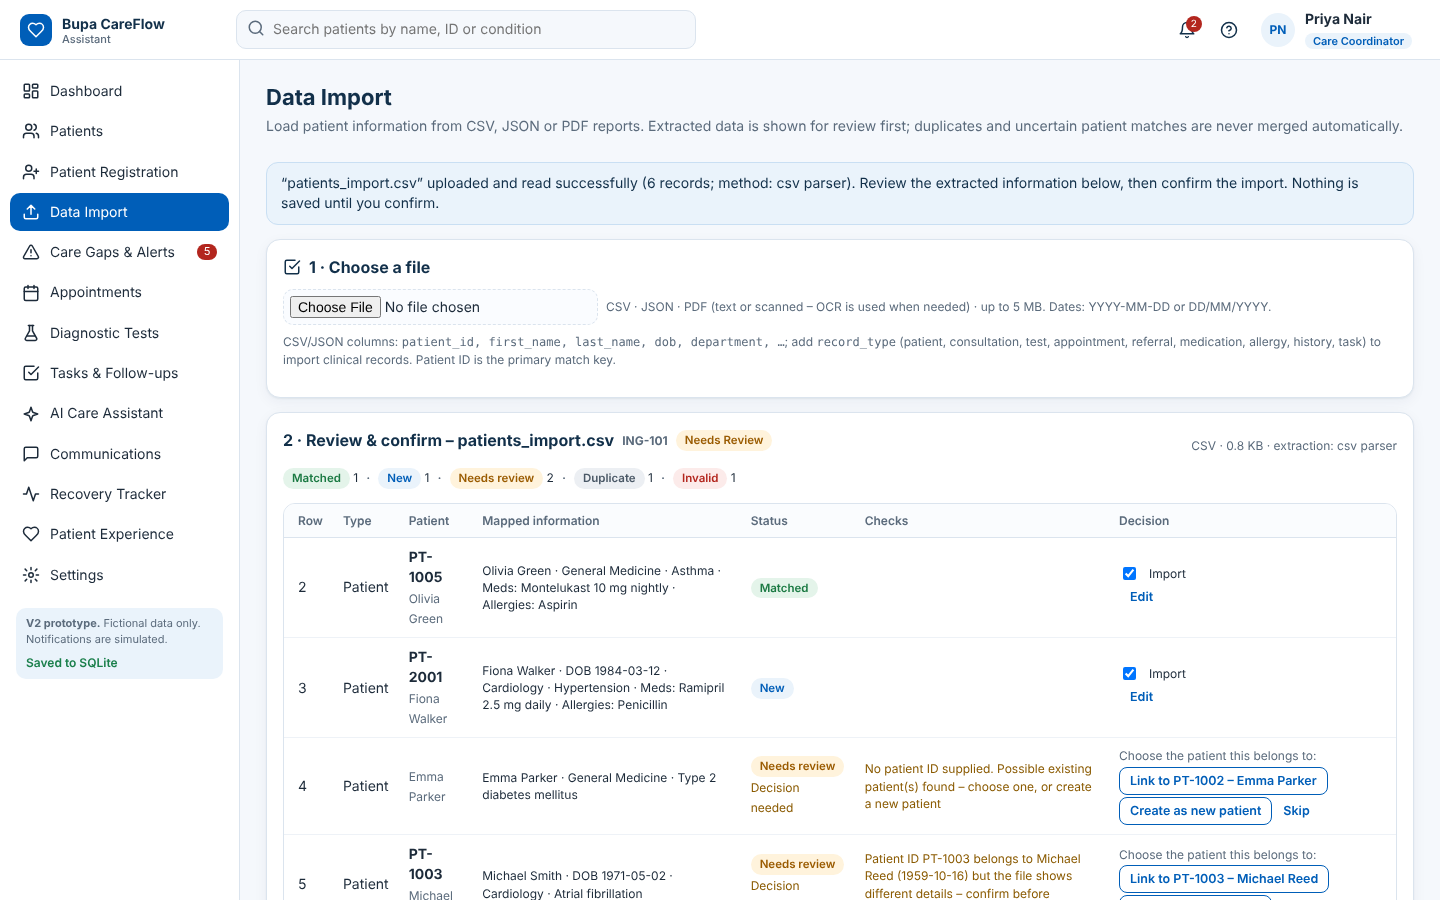 Bupa CareFlow
Assistant
Search patients by name, ID or condition
2
PN
Priya Nair
Care Coordinator
Dashboard
Patients
Patient Registration
Data Import
Care Gaps & Alerts
5
Appointments
Diagnostic Tests
Tasks & Follow-ups
AI Care Assistant
Communications
Recovery Tracker
Patient Experience
Settings
V2 prototype. Fictional data only.
Notifications are simulated.
Saved to SQLite
Data Import
Load patient information from CSV, JSON or PDF reports. Extracted data is shown for review first; duplicates and uncertain patient matches are never merged automatically.
“patients_import.csv” uploaded and read successfully (6 records; method: csv parser). Review the extracted information below, then confirm the import. Nothing is
saved until you confirm.
1 · Choose a file
Choose File No file chosen
CSV · JSON · PDF (text or scanned – OCR is used when needed) · up to 5 MB. Dates: YYYY-MM-DD or DD/MM/YYYY.
CSV/JSON columns: patient_id, first_name, last_name, dob, department, …; add record_type (patient, consultation, test, appointment, referral, medication, allergy, history, task) to
import clinical records. Patient ID is the primary match key.
2 · Review & confirm – patients_import.csv ING-101 Needs Review
CSV · 0.8 KB · extraction: csv parser
Matched 1 · New 1 · Needs review 2 · Duplicate 1 · Invalid 1
Row Type Patient Mapped information Status Checks Decision
2
Patient
PT-
1005
Olivia
Green
Olivia Green · General Medicine · Asthma ·
Meds: Montelukast 10 mg nightly ·
Allergies: Aspirin
Matched
Import
Edit
3
Patient
PT-
2001
Fiona
Walker
Fiona Walker · DOB 1984-03-12 ·
Cardiology · Hypertension · Meds: Ramipril
2.5 mg daily · Allergies: Penicillin
New
Import
Edit
4
Patient
Emma
Parker
Emma Parker · General Medicine · Type 2
diabetes mellitus
Needs review
Decision
needed
No patient ID supplied. Possible existing
patient(s) found – choose one, or create
a new patient
Choose the patient this belongs to:
Link to PT-1002 – Emma Parker
Create as new patient
Skip
5
Patient
PT-
1003
Michael
Michael Smith · DOB 1971-05-02 ·
Cardiology · Atrial fibrillation
Needs review
Decision
Patient ID PT-1003 belongs to Michael
Reed (1959-10-16) but the file shows
different details – confirm before
Choose the patient this belongs to:
Link to PT-1003 – Michael Reed